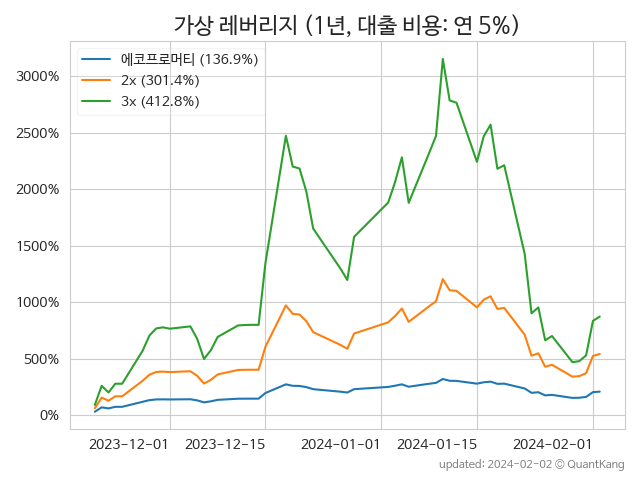 가상 레버리지 (1년, 대출 비용: 연 5%)
에코프로머티 (136.9%)
2x (301.4%)
3x (412.8%)
3000%
2500%
2000%
1500%
1000%
500%
0%
2023-12-01 2023-12-15 2024-01-01 2024-01-15 2024-02-01
updated: 2024-02-02 © QuantKang